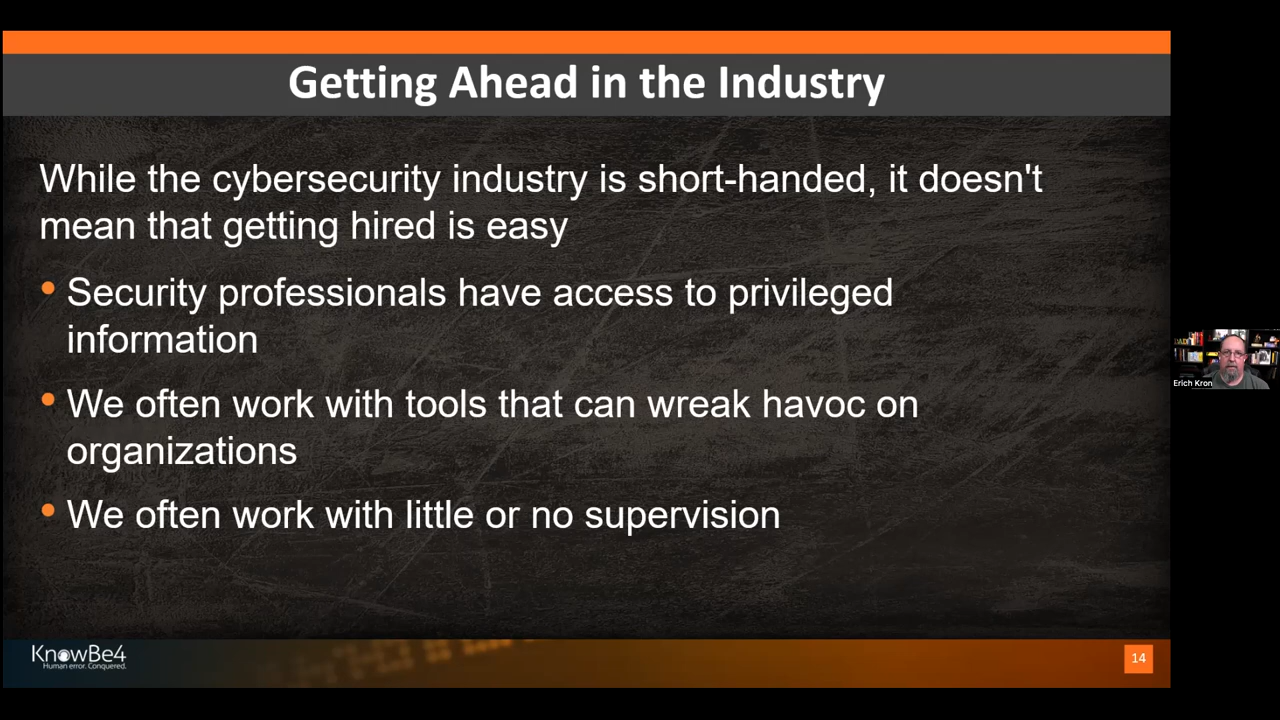 Getting Ahead in the Industry
While the cybersecurity industry is short-handed, it doesn't
mean that getting hired is easy
• Security professionals have access to privileged
information
• We often work with tools that can wreak havoc on
organizations
• We often work with little or no supervision
Erich Kron
KnowBe4
Human error. Conquered.
14